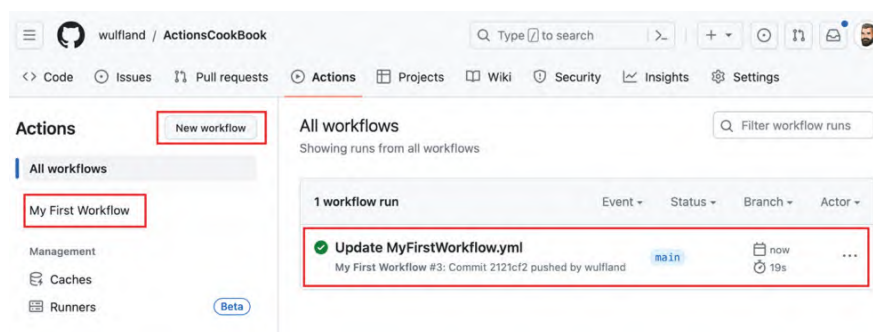 wulfland / ActionsCookBook
Type / to search
Code Issues Pull requests Actions Projects Wiki Security Insights Settings
Actions
New workflow
All workflows
My First Workflow
Management
Caches
Runners Beta
All workflows
Showing runs from all workflows
Filter workflow runs
1 workflow run Event Status Branch Actor
Update MyFirstWorkflow.yml
My First Workflow #3: Commit 2121cf2 pushed by wulfland
main
now
19s